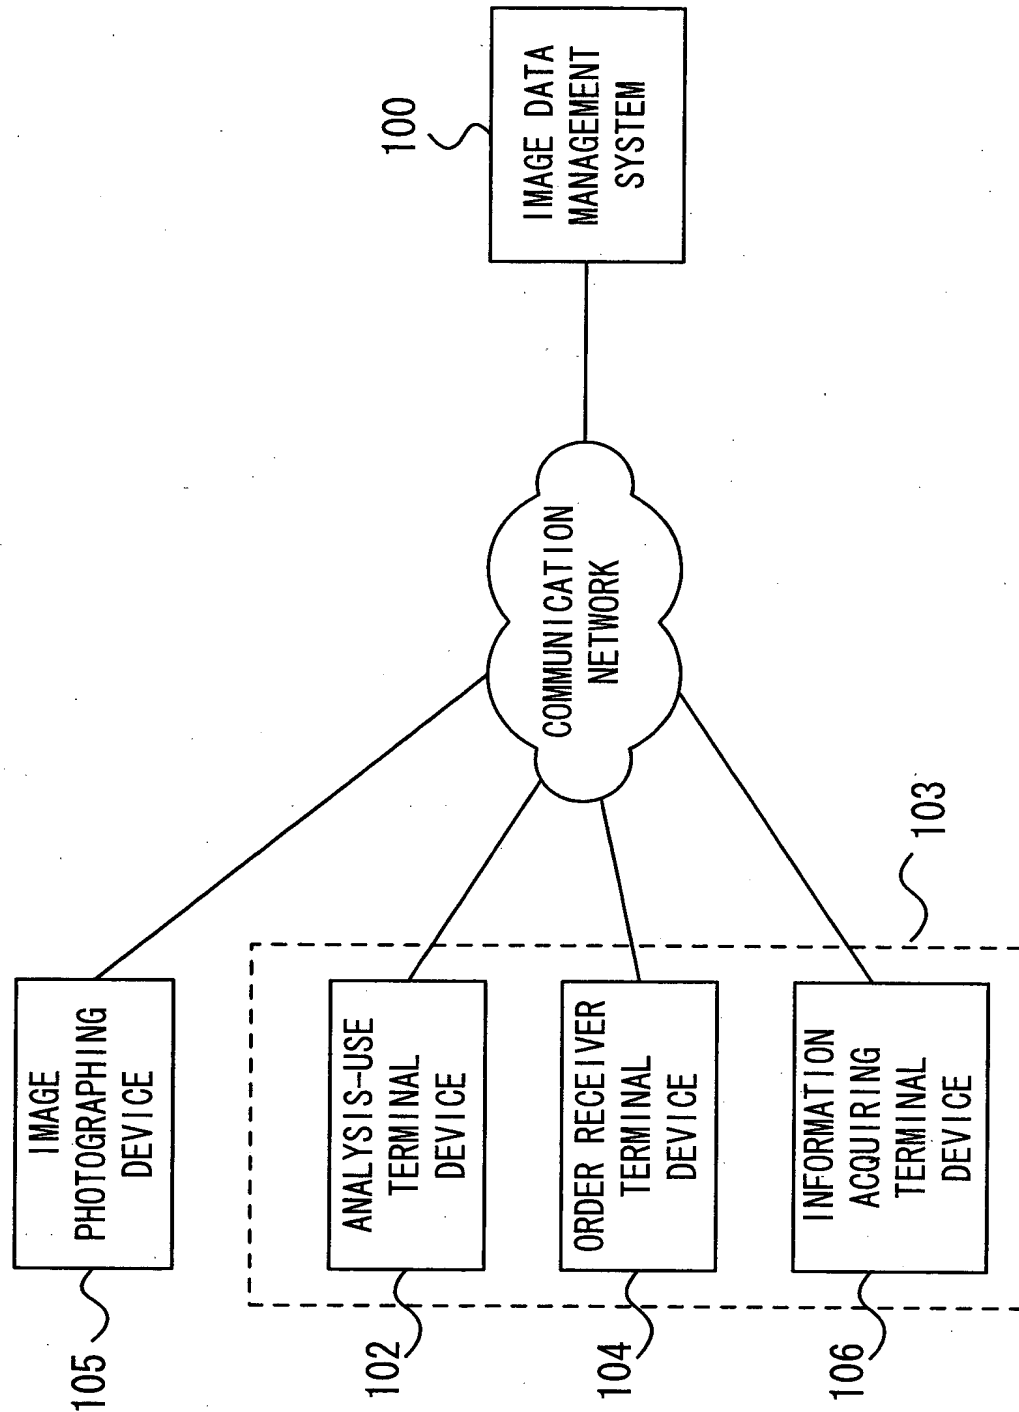 105
IMAGE
PHOTOGRAPHING
DEVICE
102
ANALYSIS-USE
TERMINAL
DEVICE
104
ORDER RECEIVER
TERMINAL
DEVICE
106
INFORMATION
ACQUIRING
TERMINAL
DEVICE
103
COMMUNICATION
NETWORK
100
IMAGE DATA
MANAGEMENT
SYSTEM